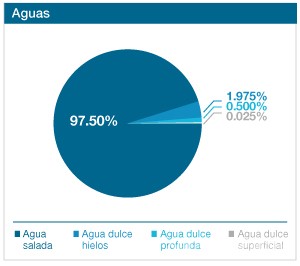 Aguas
97.50%
1.975%
0.500%
0.025%
Agua salada
Agua dulce hielos
Agua dulce profunda
Agua dulce superficial